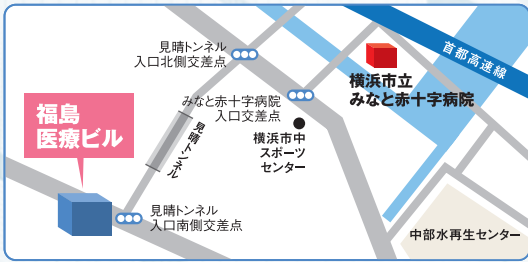 見晴トンネル
入口北側交差点
首都高速線
横浜市立
みなと赤十字病院
みなと赤十字病院
入口交差点
福島
医療ビル
見晴トンネル
横浜市中
スポーツ
センター
見晴トンネル
入口南側交差点
中部水再生センター